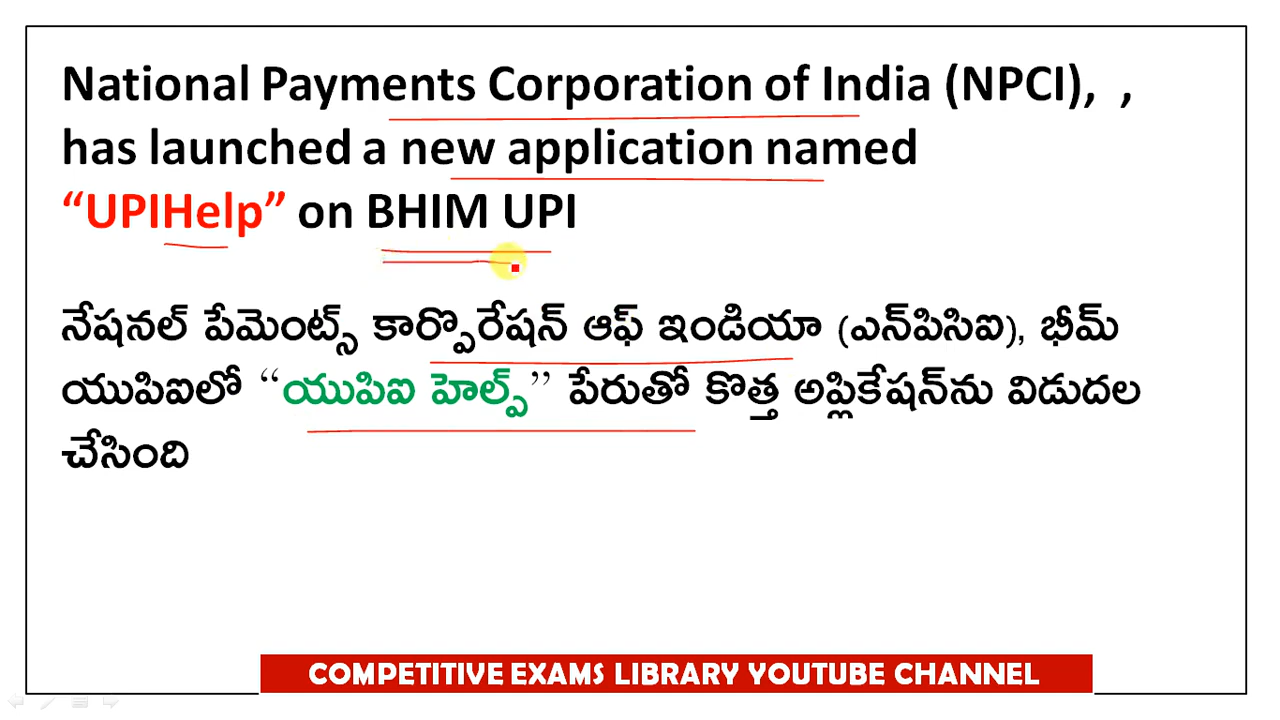 National Payments Corporation of India (NPCI),  ,
has launched a new application named
“UPIHelp” on BHIM UPI
నేషనల్ పేమెంట్స్ కార్పొరేషన్ ఆఫ్ ఇండియా (ఎన్‌పిసిఐ), భీమ్
యుపిఐలో “యుపిఐ హెల్ప్” పేరుతో కొత్త అప్లికేషన్‌ను విడుదల
చేసింది
COMPETITIVE EXAMS LIBRARY YOUTUBE CHANNEL